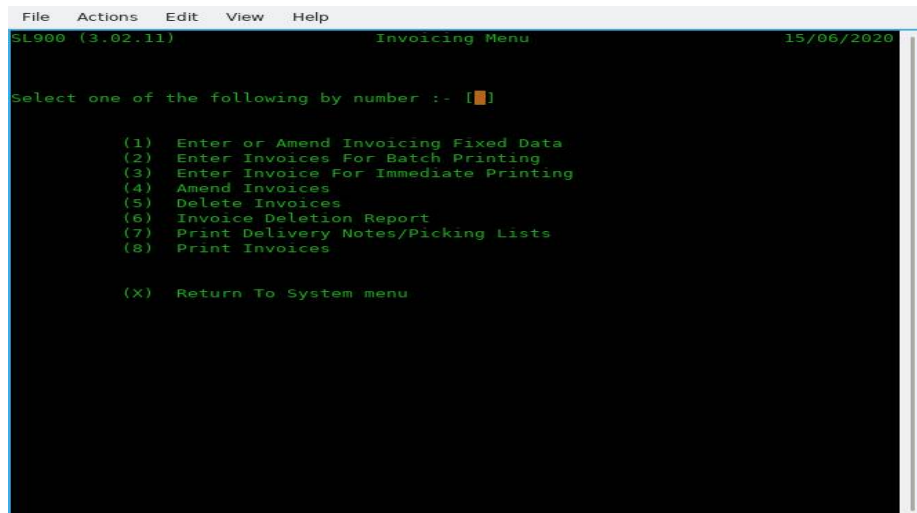 File Actions Edit View Help
SL900 (3.02.11) Invoicing Menu 15/06/2020
Select one of the following by number :- [ ]
(1) Enter or Amend Invoicing Fixed Data
(2) Enter Invoices For Batch Printing
(3) Enter Invoice For Immediate Printing
(4) Amend Invoices
(5) Delete Invoices
(6) Invoice Deletion Report
(7) Print Delivery Notes/Picking Lists
(8) Print Invoices
(X) Return To System menu